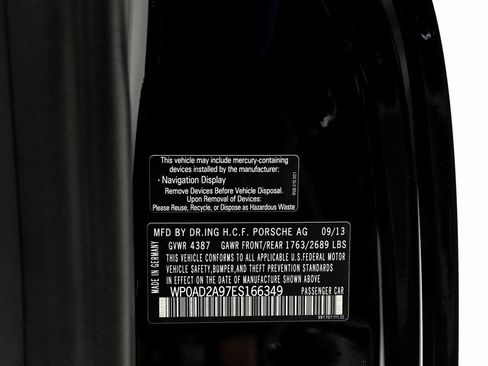 This vehicle may include mercury-containing
devices installed by the manufacturer:
· Navigation Display
Remove Devices Before Vehicle Disposal.
Upon Removal of Devices:
Please Reuse, Recycle, or Dispose as Hazardous Waste
MFD BY DR.ING H.C.F. PORSCHE AG 09/13
GVWR 4387 GAWR FRONT/REAR 1763/2689 LBS
THIS VEHICLE CONFORMS TO ALL APPLICABLE U.S.FEDERAL MOTOR
VEHICLE SAFETY,BUMPER,AND THEFT PREVENTION STANDARDS
IN EFFECT ON THE DATE OF MANUFACTURE SHOWN ABOVE
WP0AD2A97ES166349 PASSENGER CAR
MADE IN GERMANY